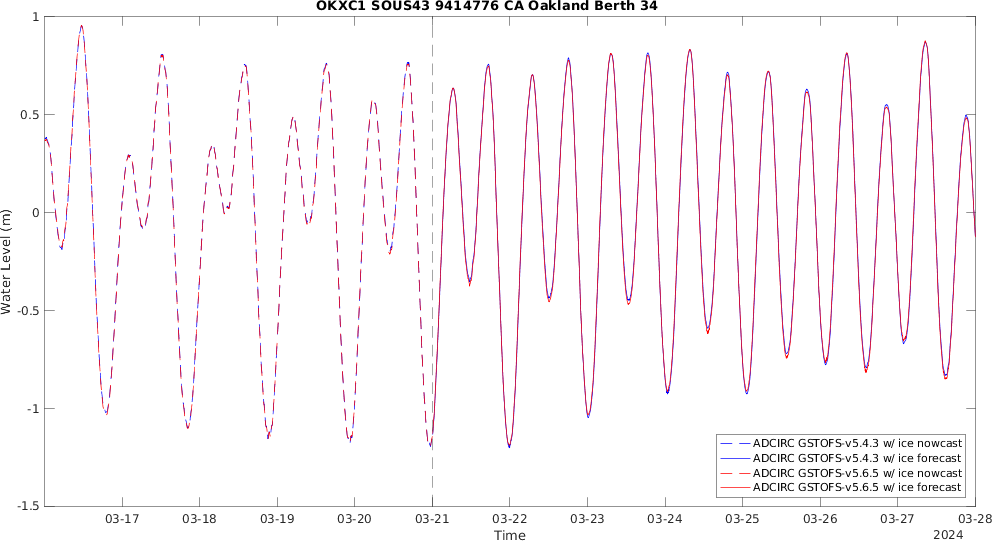 OKXC1 SOUS43 9414776 CA Oakland Berth 34
1
0.5
0
-0.5
-1
-1.5
Water Level (m)
ADCIRC GSTOFS-v5.4.3 w/ ice nowcast
ADCIRC GSTOFS-v5.4.3 w/ ice forecast
ADCIRC GSTOFS-v5.6.5 w/ ice nowcast
ADCIRC GSTOFS-v5.6.5 w/ ice forecast
03-17 03-18 03-19 03-20 03-21 03-22 03-23 03-24 03-25 03-26 03-27 03-28
Time
2024